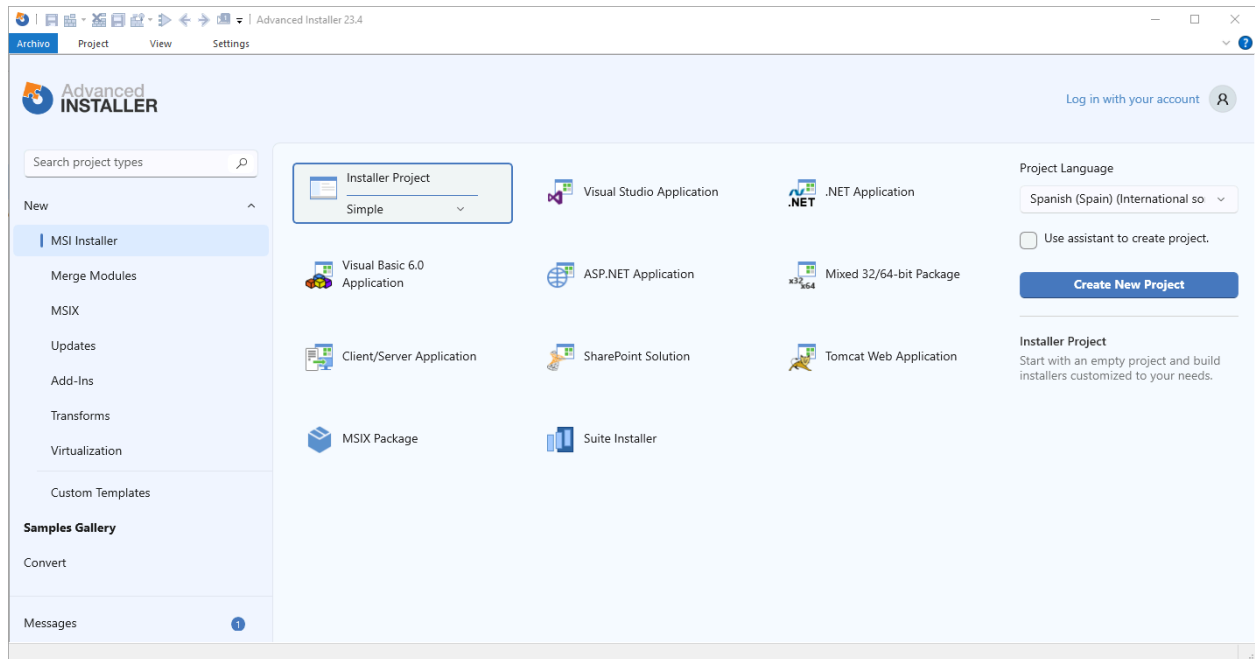 Advanced Installer 23.4
Archivo
Project
View
Settings
Advanced
INSTALLER
Log in with your account
Search project types
New
MSI Installer
Merge Modules
MSIX
Updates
Add-Ins
Transforms
Virtualization
Custom Templates
Samples Gallery
Convert
Messages
1
Installer Project
Simple
Visual Studio Application
.NET
.NET Application
Visual Basic 6.0
Application
ASP.NET Application
x32
x64
Mixed 32/64-bit Package
Client/Server Application
SharePoint Solution
Tomcat Web Application
MSIX Package
Suite Installer
Project Language
Spanish (Spain) (International so
Use assistant to create project.
Create New Project
Installer Project
Start with an empty project and build
installers customized to your needs.